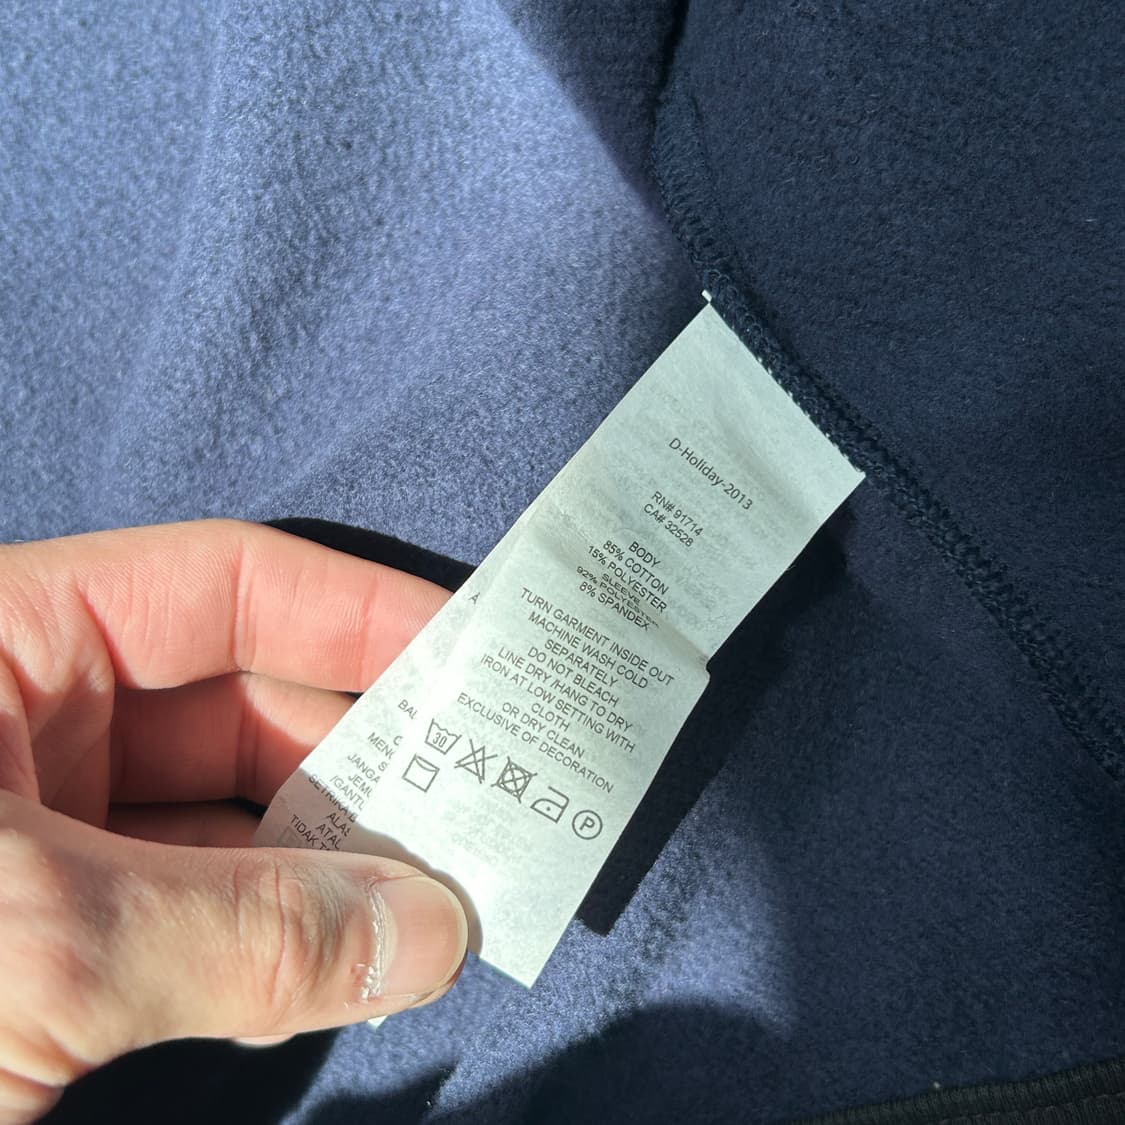 D-Holiday-2013
RN# 91714
CA# 32528
BODY
85% COTTON
15% POLYESTER
SLEEVE
92% POLYESTER
8% SPANDEX
TURN GARMENT INSIDE OUT
MACHINE WASH COLD
SEPARATELY
DO NOT BLEACH
LINE DRY /HANG TO DRY
IRON AT LOW SETTING WITH
CLOTH
OR DRY CLEAN
EXCLUSIVE OF DECORATION
30
P
TIDAK